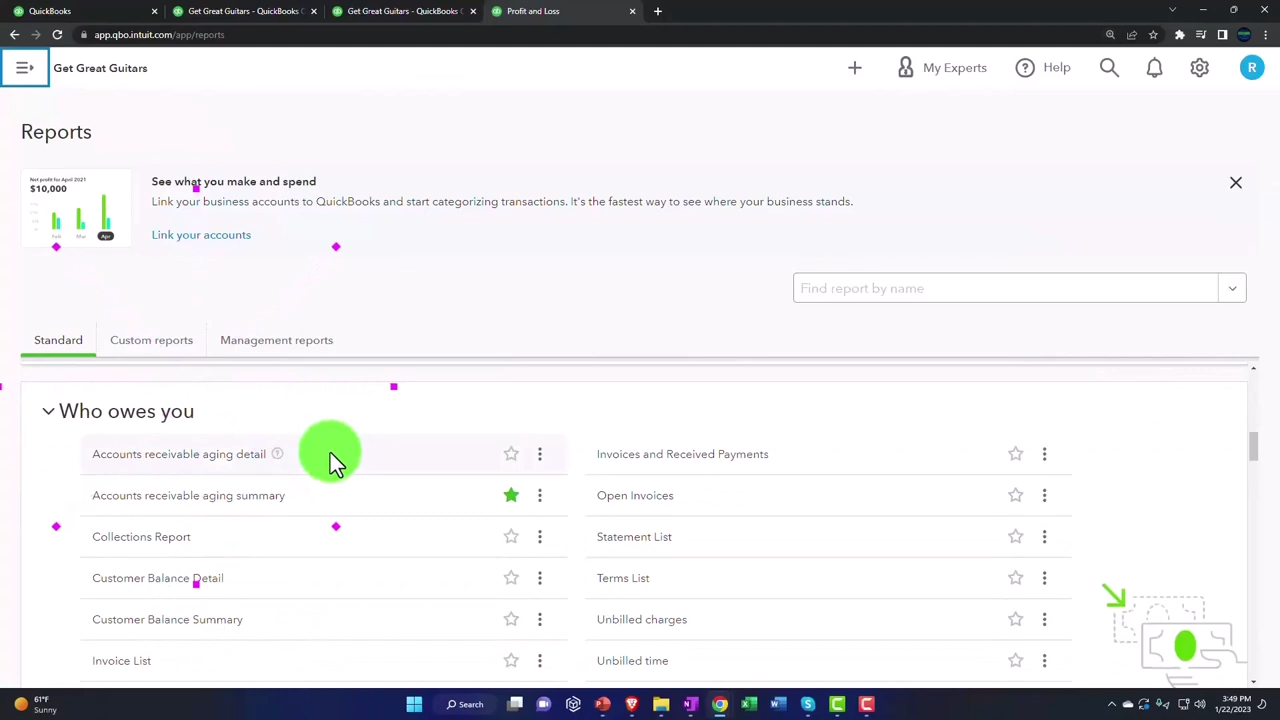 QuickBooks
Get Great Guitars - QuickBooks C
Get Great Guitars - QuickBooks C
Profit and Loss
app.qbo.intuit.com/app/reports
Get Great Guitars
My Experts
Help
R
Reports
Net profit for April 2021
$10,000
Feb Mar Apr
See what you make and spend
Link your business accounts to QuickBooks and start categorizing transactions. It's the fastest way to see where your business stands.
Link your accounts
Find report by name
Standard
Custom reports
Management reports
Who owes you
Accounts receivable aging detail
Invoices and Received Payments
Accounts receivable aging summary
Open Invoices
Collections Report
Statement List
Customer Balance Detail
Terms List
Customer Balance Summary
Unbilled charges
Invoice List
Unbilled time
61°F
Sunny
Search
3:49 PM
1/22/2023